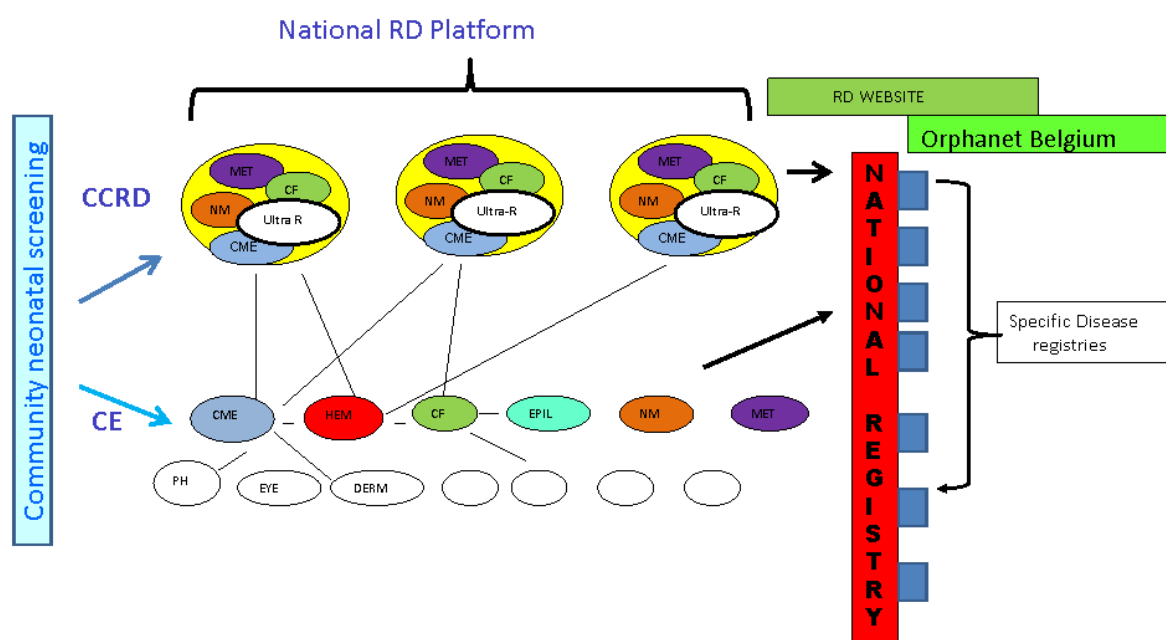 National RD Platform
RD WEBSITE
Orphanet Belgium
Community neonatal screening
CCRD
MET
CF
NM
Ultra R
CME
MET
CF
NM
Ultra-R
CME
MET
CF
NM
Ultra-R
CME
NATIONAL REGISTRY
Specific Disease
registries
CE
CME
HEM
CF
EPIL
NM
MET
PH
EYE
DERM